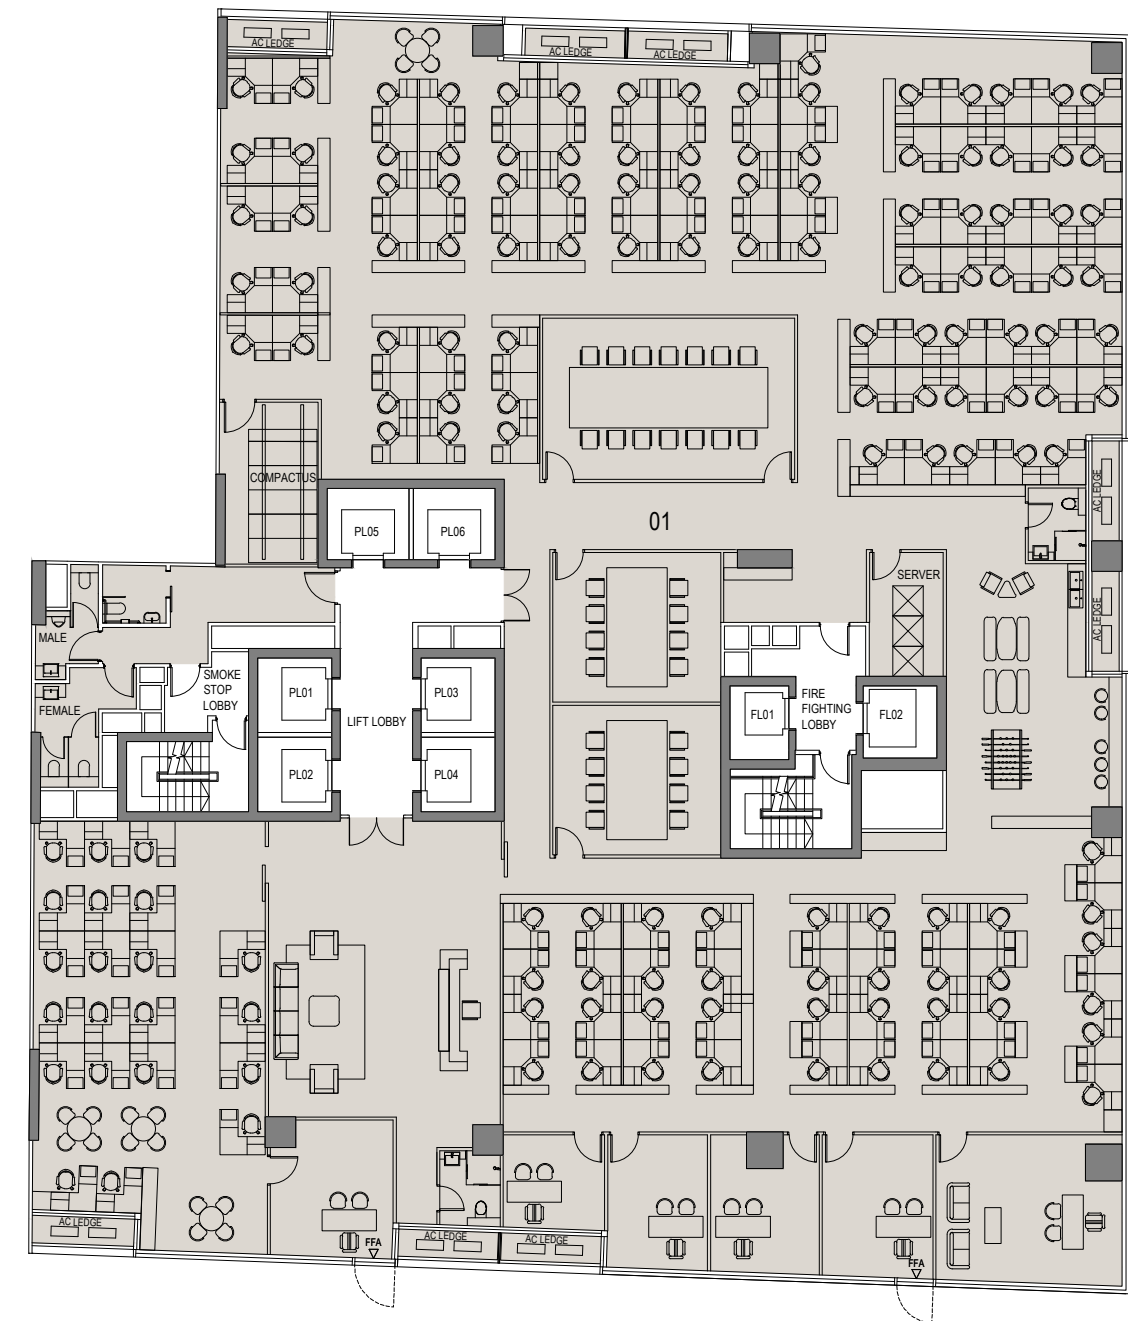 AC LEDGE
AC LEDGE
AC LEDGE
COMPACTUS
AC LEDGE
PL05
PL06
01
SERVER
AC LEDGE
MALE
SMOKE
STOP
LOBBY
PL01
PL03
FEMALE
LIFT LOBBY
FL01
FIRE
FIGHTING
LOBBY
FL02
PL02
PL04
AC LEDGE
FFA
AC LEDGE
AC LEDGE
FFA